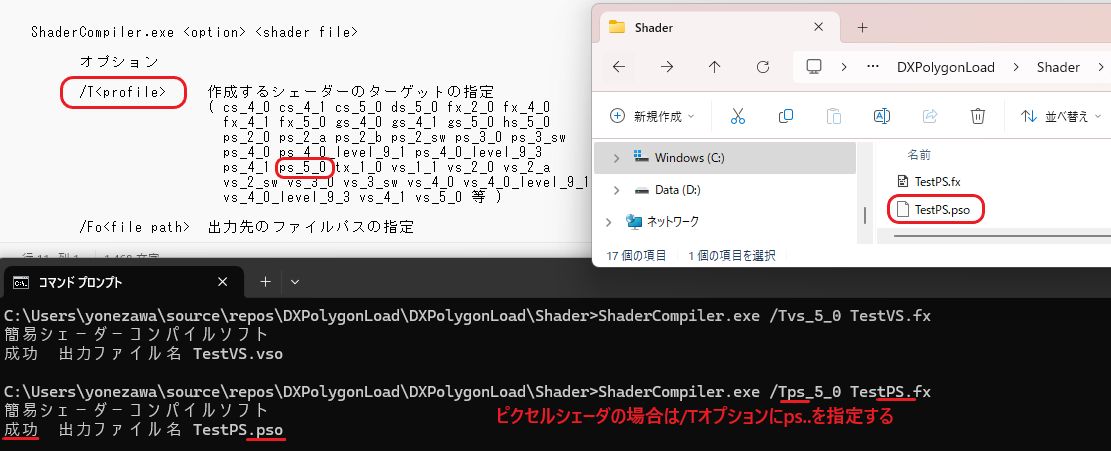 ShaderCompiler.exe <option> <shader file>
オプション
/T<profile> 作成するシェーダーのターゲットの指定
( cs_4_0 cs_4_1 cs_5_0 ds_5_0 fx_2_0 fx_4_0
fx_4_1 fx_5_0 gs_4_0 gs_4_1 gs_5_0 hs_5_0
ps_2_0 ps_2_a ps_2_b ps_2_sw ps_3_0 ps_3_sw
ps_4_0 ps_4_0_level_9_1 ps_4_0_level_9_3
ps_4_1 ps_5_0 tx_1_0 vs_1_1 vs_2_0 vs_2_a
vs_2_sw vs_3_0 vs_3_sw vs_4_0 vs_4_0_level_9_1
vs_4_0_level_9_3 vs_4_1 vs_5_0 等 )
/Fo<file path> 出力先のファイルパスの指定
Shader
DXPolygonLoad
Shader
新規作成
並べ替え
Windows (C:)
Data (D:)
ネットワーク
名前
TestPS.fx
TestPS.pso
17 個の項目
1 個の項目を選択
コマンド プロンプト
C:\Users\yonezawa\source\repos\DXPolygonLoad\DXPolygonLoad\Shader>ShaderCompiler.exe /Tvs_5_0 TestVS.fx
簡易シェーダーコンパイルソフト
成功 出力ファイル名 TestVS.vso
C:\Users\yonezawa\source\repos\DXPolygonLoad\DXPolygonLoad\Shader>ShaderCompiler.exe /Tps_5_0 TestPS.fx
簡易シェーダーコンパイルソフト
成功 出力ファイル名 TestPS.pso
ピクセルシェーダの場合は/Tオプションにps..を指定する